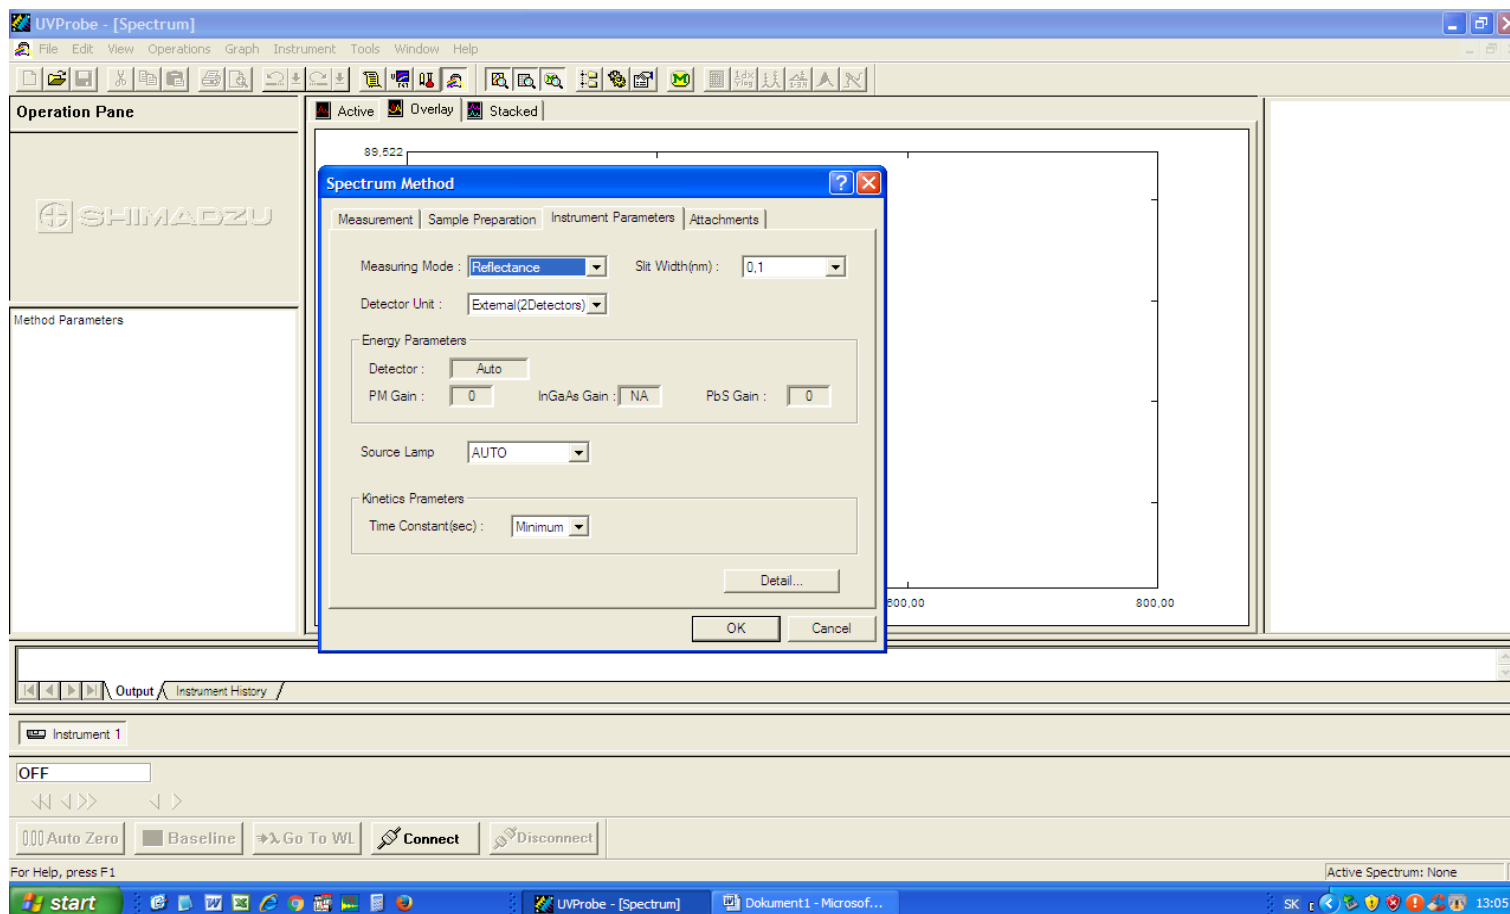 UVProbe - [Spectrum]
File Edit View Operations Graph Instrument Tools Window Help
Operation Pane
Active Overlay Stacked
SHIMADZU
89,522
Spectrum Method
Measurement Sample Preparation Instrument Parameters Attachments
Measuring Mode : Reflectance Slit Width(nm) : 0,1
Detector Unit : External(2Detectors)
Energy Parameters
Detector : Auto
PM Gain : 0 InGaAs Gain : NA PbS Gain : 0
Source Lamp AUTO
Kinetics Prameters
Time Constant(sec) : Minimum
Detail...
OK Cancel
Method Parameters
600,00 800,00
Output Instrument History
Instrument 1
OFF
Auto Zero Baseline Go To WL Connect Disconnect
For Help, press F1 Active Spectrum: None
start UVProbe - [Spectrum] Dokument1 - Microsof... SK 13:05